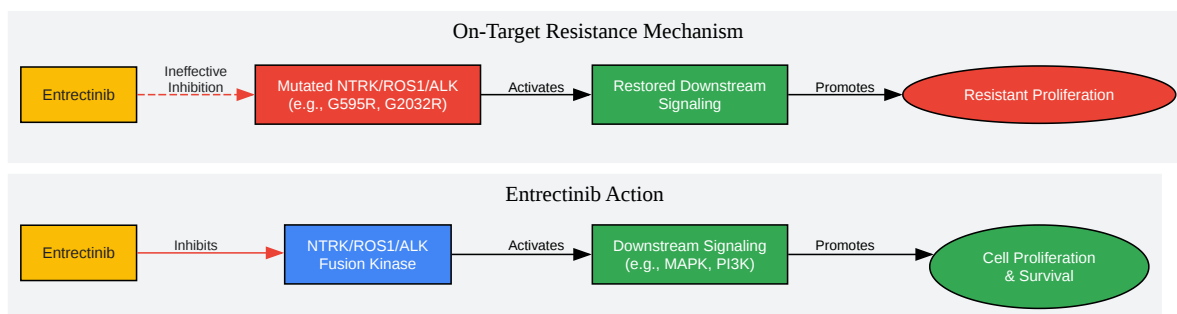 On-Target Resistance Mechanism
Entrectinib
Ineffective
Inhibition
Mutated NTRK/ROS1/ALK
(e.g., G595R, G2032R)
Activates
Restored Downstream
Signaling
Promotes
Resistant Proliferation
Entrectinib Action
Entrectinib
Inhibits
NTRK/ROS1/ALK
Fusion Kinase
Activates
Downstream Signaling
(e.g., MAPK, PI3K)
Promotes
Cell Proliferation
& Survival